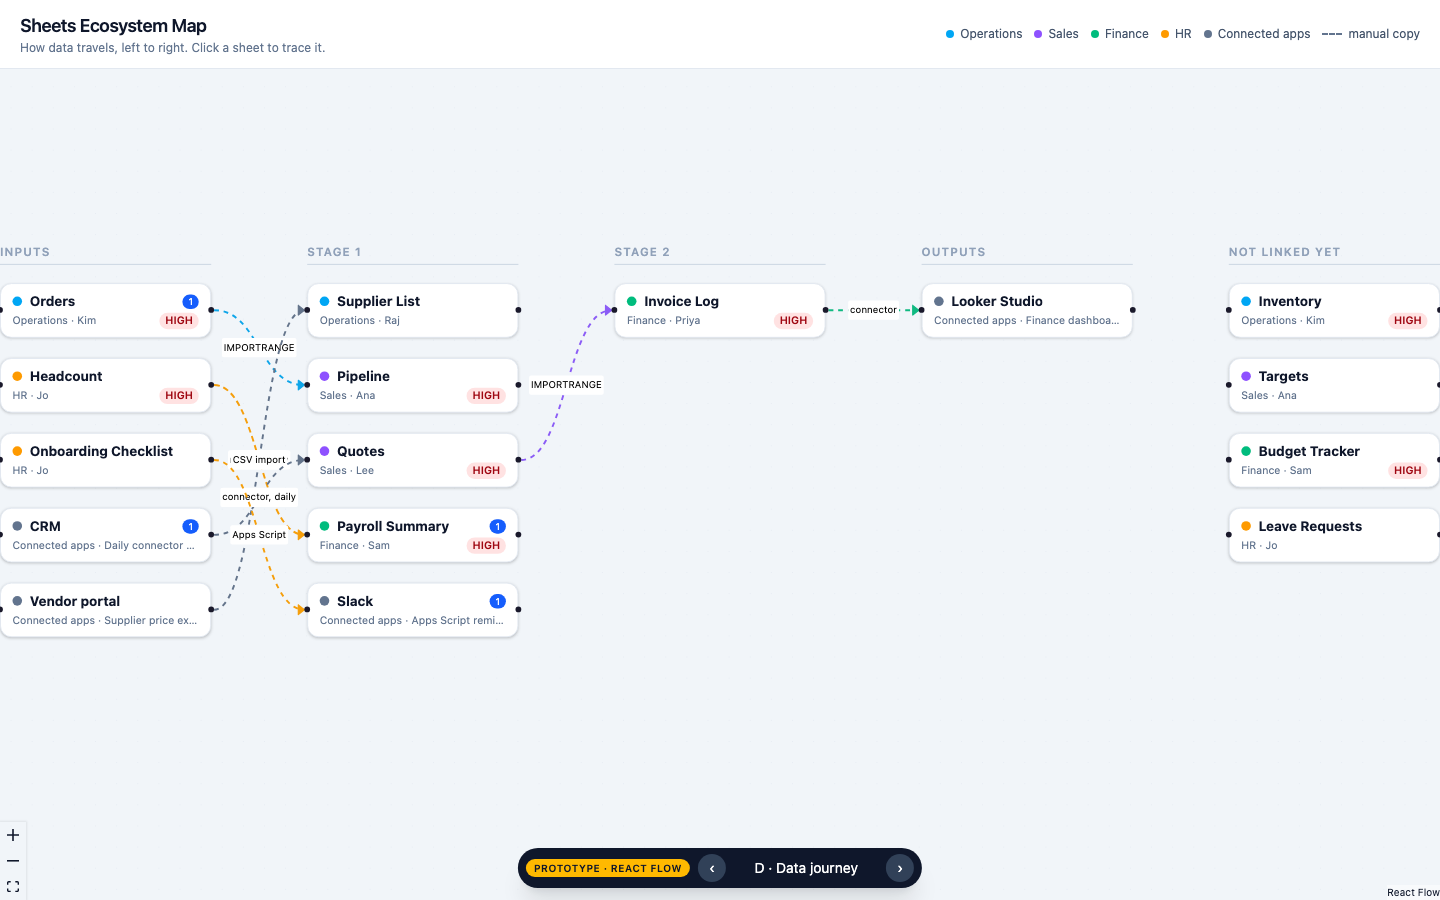 Sheets Ecosystem Map
How data travels, left to right. Click a sheet to trace it.
Operations
Sales
Finance
HR
Connected apps
manual copy
INPUTS
Orders
1
Operations · Kim
HIGH
Headcount
HR · Jo
HIGH
Onboarding Checklist
HR · Jo
CRM
1
Connected apps · Daily connector ...
Vendor portal
Connected apps · Supplier price ex...
IMPORTRANGE
CSV import
connector, daily
Apps Script
STAGE 1
Supplier List
Operations · Raj
Pipeline
Sales · Ana
HIGH
Quotes
Sales · Lee
HIGH
Payroll Summary
1
Finance · Sam
HIGH
Slack
1
Connected apps · Apps Script remi...
IMPORTRANGE
STAGE 2
Invoice Log
Finance · Priya
HIGH
connector
OUTPUTS
Looker Studio
Connected apps · Finance dashboa...
NOT LINKED YET
Inventory
Operations · Kim
HIGH
Targets
Sales · Ana
Budget Tracker
Finance · Sam
HIGH
Leave Requests
HR · Jo
PROTOTYPE · REACT FLOW
‹
D · Data journey
›
React Flow